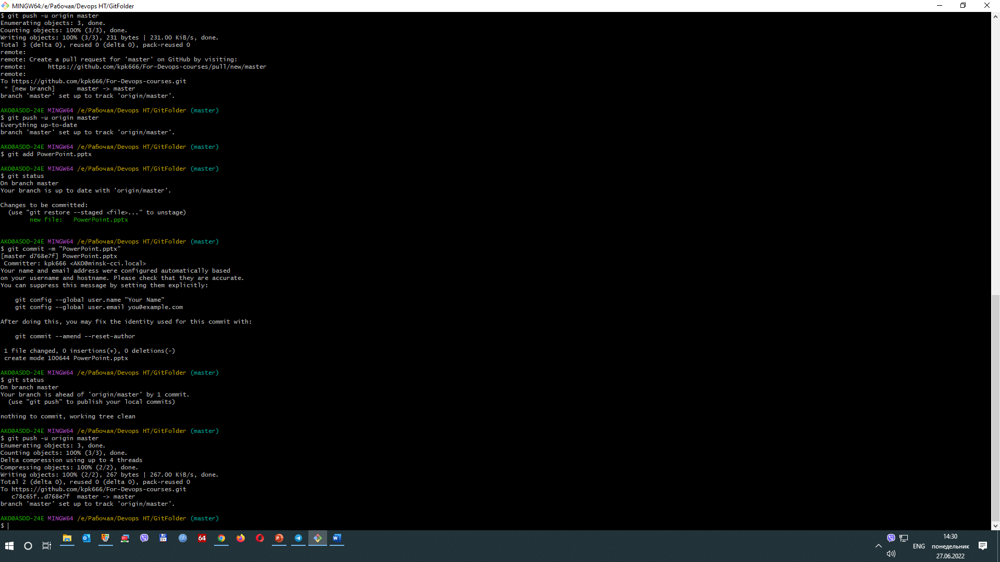 MINGW64:/e/Рабочая/Devops HT/GitFolder
$ git push -u origin master
Enumerating objects: 3, done.
Counting objects: 100% (3/3), done.
Writing objects: 100% (3/3), 231 bytes | 231.00 KiB/s, done.
Total 3 (delta 0), reused 0 (delta 0), pack-reused 0
remote:
remote: Create a pull request for 'master' on GitHub by visiting:
remote:      https://github.com/kpk666/For-Devops-courses/pull/new/master
remote:
To https://github.com/kpk666/For-Devops-courses.git
 * [new branch]      master -> master
branch 'master' set up to track 'origin/master'.
AKO@ASOD-24E MINGW64 /e/Рабочая/Devops HT/GitFolder (master)
$ git push -u origin master
Everything up-to-date
branch 'master' set up to track 'origin/master'.
AKO@ASOD-24E MINGW64 /e/Рабочая/Devops HT/GitFolder (master)
$ git add PowerPoint.pptx
AKO@ASOD-24E MINGW64 /e/Рабочая/Devops HT/GitFolder (master)
$ git status
On branch master
Your branch is up to date with 'origin/master'.
Changes to be committed:
  (use "git restore --staged <file>..." to unstage)
        new file:   PowerPoint.pptx
AKO@ASOD-24E MINGW64 /e/Рабочая/Devops HT/GitFolder (master)
$ git commit -m "PowerPoint.pptx"
[master d768e7f] PowerPoint.pptx
 Committer: kpk666 <AKO@minsk-cci.local>
Your name and email address were configured automatically based
on your username and hostname. Please check that they are accurate.
You can suppress this message by setting them explicitly:
    git config --global user.name "Your Name"
    git config --global user.email you@example.com
After doing this, you may fix the identity used for this commit with:
    git commit --amend --reset-author
 1 file changed, 0 insertions(+), 0 deletions(-)
 create mode 100644 PowerPoint.pptx
AKO@ASOD-24E MINGW64 /e/Рабочая/Devops HT/GitFolder (master)
$ git status
On branch master
Your branch is ahead of 'origin/master' by 1 commit.
  (use "git push" to publish your local commits)
nothing to commit, working tree clean
AKO@ASOD-24E MINGW64 /e/Рабочая/Devops HT/GitFolder (master)
$ git push -u origin master
Enumerating objects: 3, done.
Counting objects: 100% (3/3), done.
Delta compression using up to 4 threads
Compressing objects: 100% (2/2), done.
Writing objects: 100% (2/2), 267 bytes | 267.00 KiB/s, done.
Total 2 (delta 0), reused 0 (delta 0), pack-reused 0
To https://github.com/kpk666/For-Devops-courses.git
   c78c65f..d768e7f  master -> master
branch 'master' set up to track 'origin/master'.
AKO@ASOD-24E MINGW64 /e/Рабочая/Devops HT/GitFolder (master)
$
64
ENG
14:30
понедельник
27.06.2022